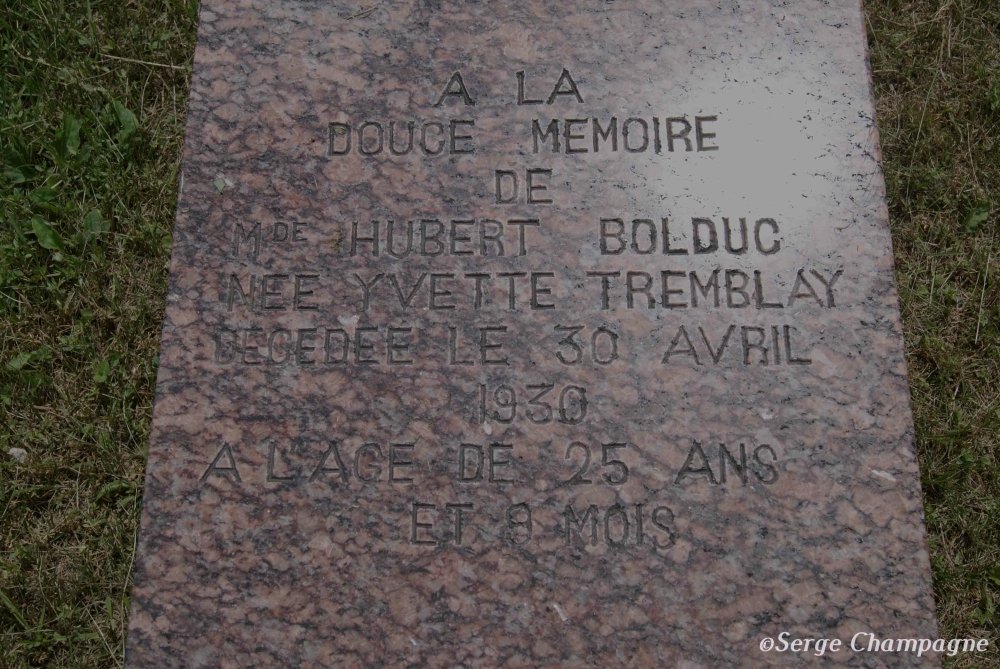 A LA
DOUCE MEMOIRE
DE
MDE HUBERT BOLDUC
NEE YVETTE TREMBLAY
DECEDEE LE 30 AVRIL
1930
A L'AGE DE 25 ANS
ET 9 MOIS
©Serge Champagne